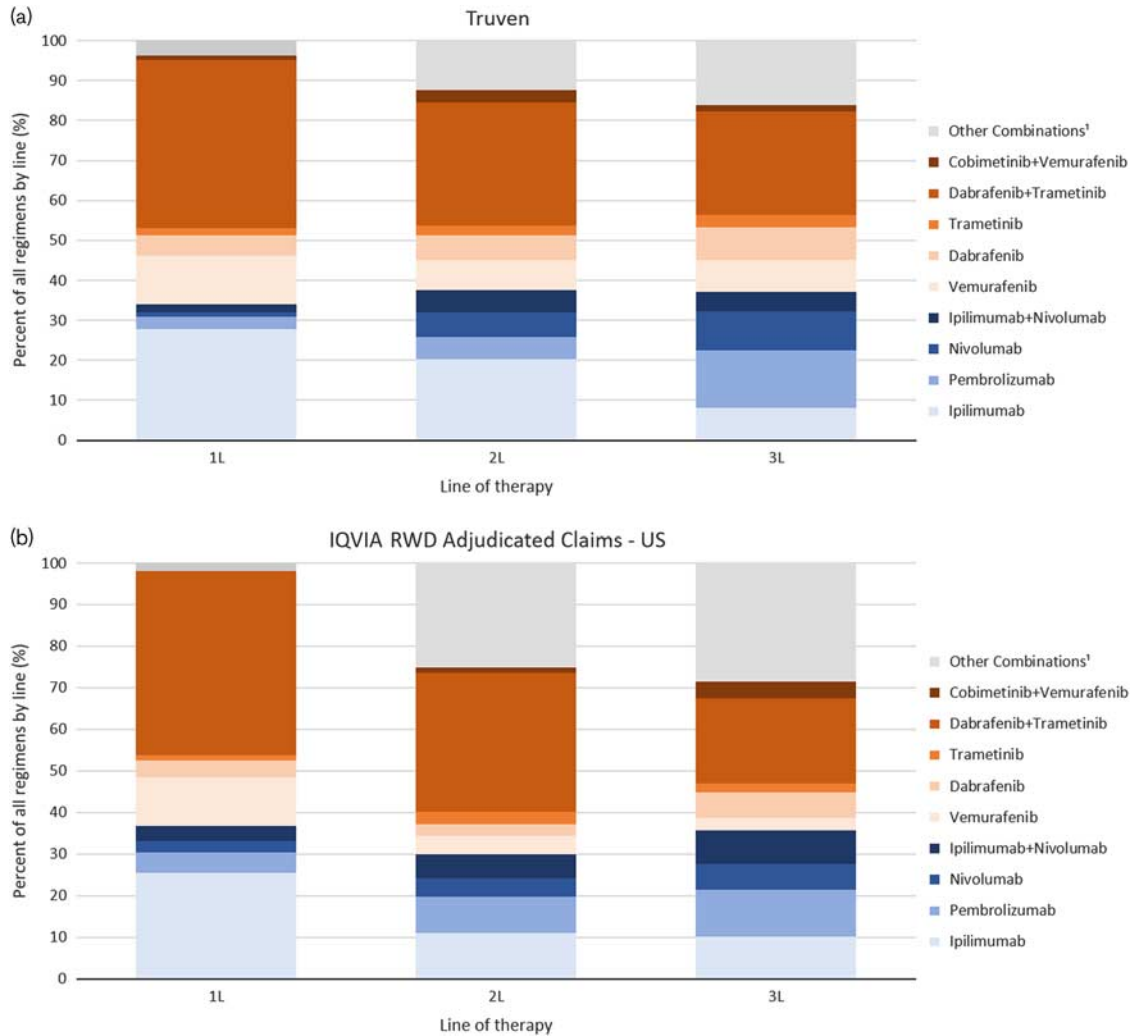 (a)
Truven
Percent of all regimens by line (%)
100
90
80
70
60
50
40
30
20
10
0
1L
2L
3L
Line of therapy
Other Combinations¹
Cobimetinib+Vemurafenib
Dabrafenib+Trametinib
Trametinib
Dabrafenib
Vemurafenib
Ipilimumab+Nivolumab
Nivolumab
Pembrolizumab
Ipilimumab
(b)
IQVIA RWD Adjudicated Claims - US
Percent of all regimens by line (%)
100
90
80
70
60
50
40
30
20
10
0
1L
2L
3L
Line of therapy
Other Combinations¹
Cobimetinib+Vemurafenib
Dabrafenib+Trametinib
Trametinib
Dabrafenib
Vemurafenib
Ipilimumab+Nivolumab
Nivolumab
Pembrolizumab
Ipilimumab